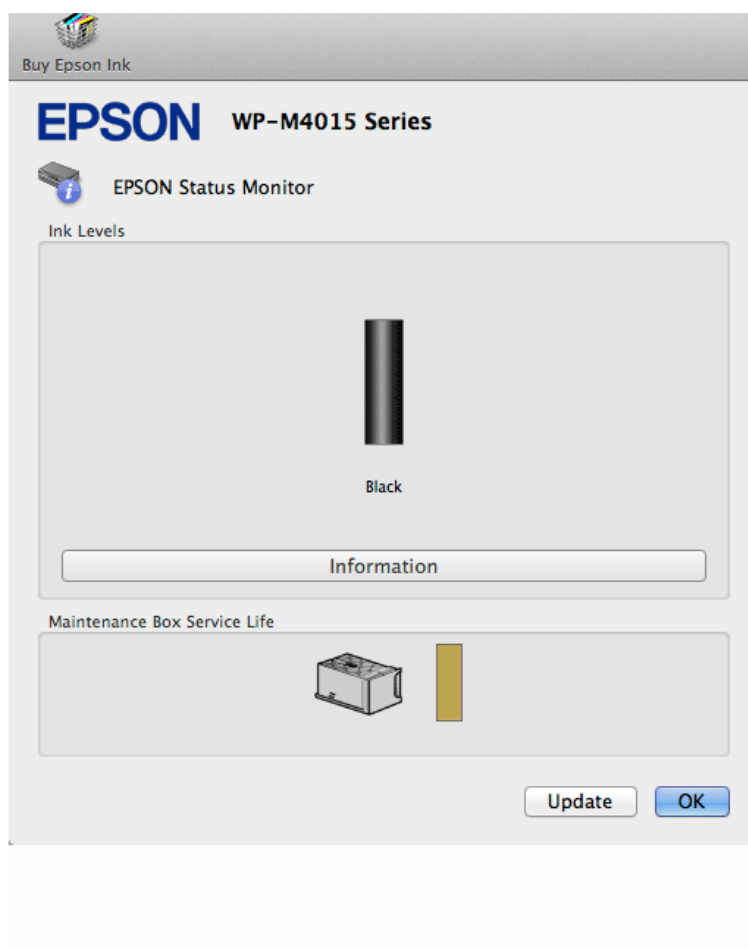 Buy Epson Ink
EPSON WP-M4015 Series
EPSON Status Monitor
Ink Levels
Black
Information
Maintenance Box Service Life
Update OK